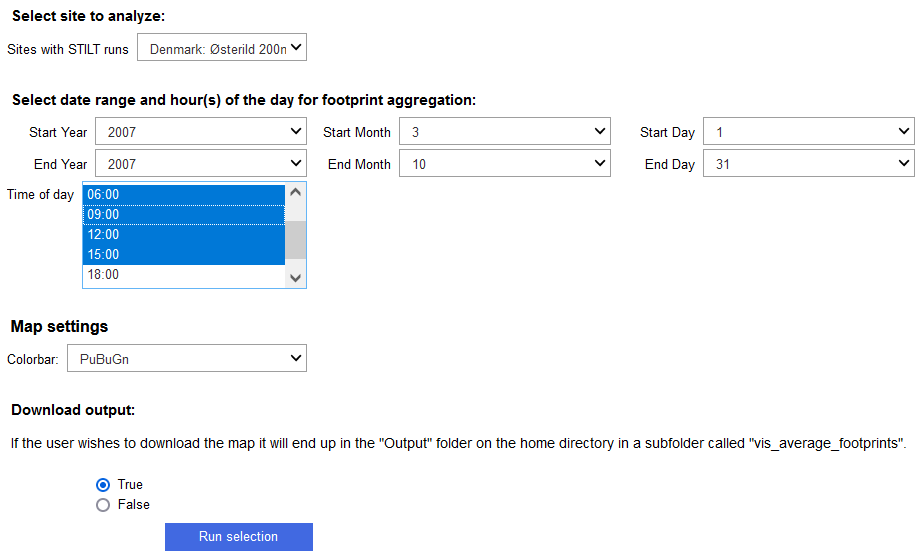 Select site to analyze:
Sites with STILT runs Denmark: Østerild 200m
Select date range and hour(s) of the day for footprint aggregation:
Start Year 2007 Start Month 3 Start Day 1
End Year 2007 End Month 10 End Day 31
Time of day 06:00
09:00
12:00
15:00
18:00
Map settings
Colorbar: PuBuGn
Download output:
If the user wishes to download the map it will end up in the "Output" folder on the home directory in a subfolder called "vis_average_footprints".
True
False
Run selection